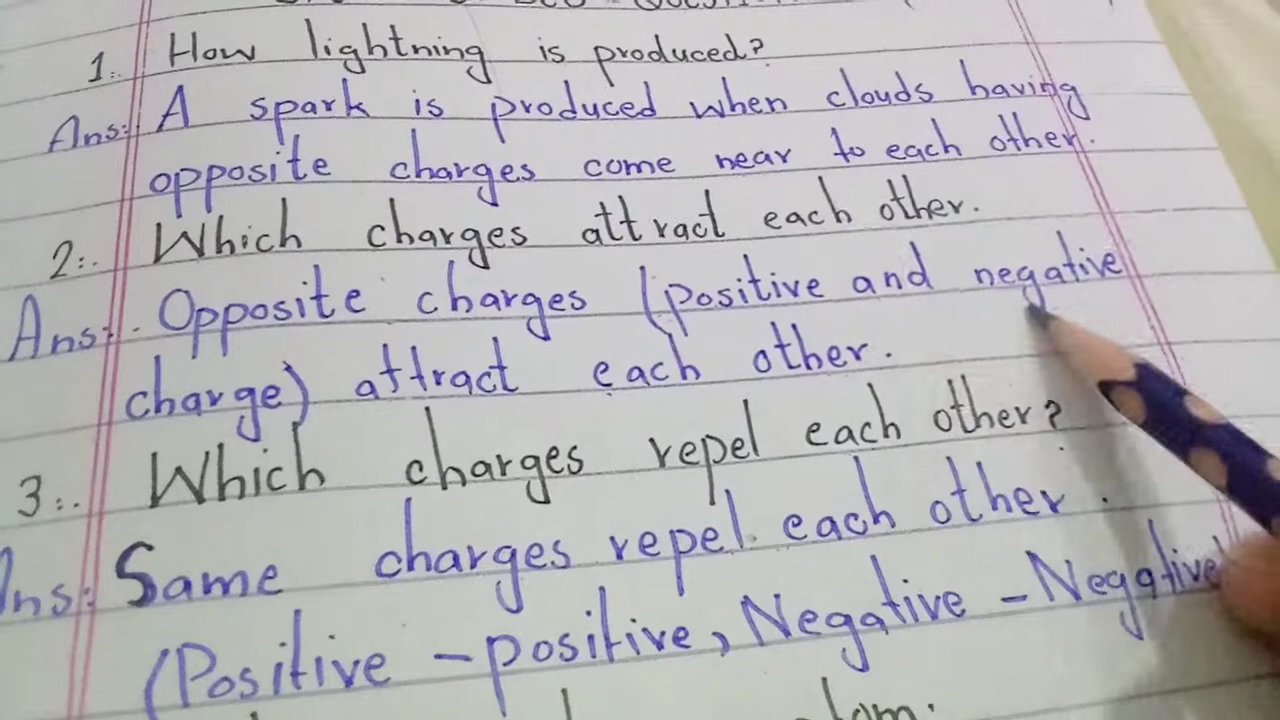 1. How lightning is produced?
Ans: A spark is produced when clouds having
opposite charges come near to each other.
2:. Which charges attract each other.
Ans:. Opposite charges (positive and negative
charge) attract each other.
3:. Which charges repel each other?
Ans: Same charges repel each other.
(Positive - positive, Negative - Negative